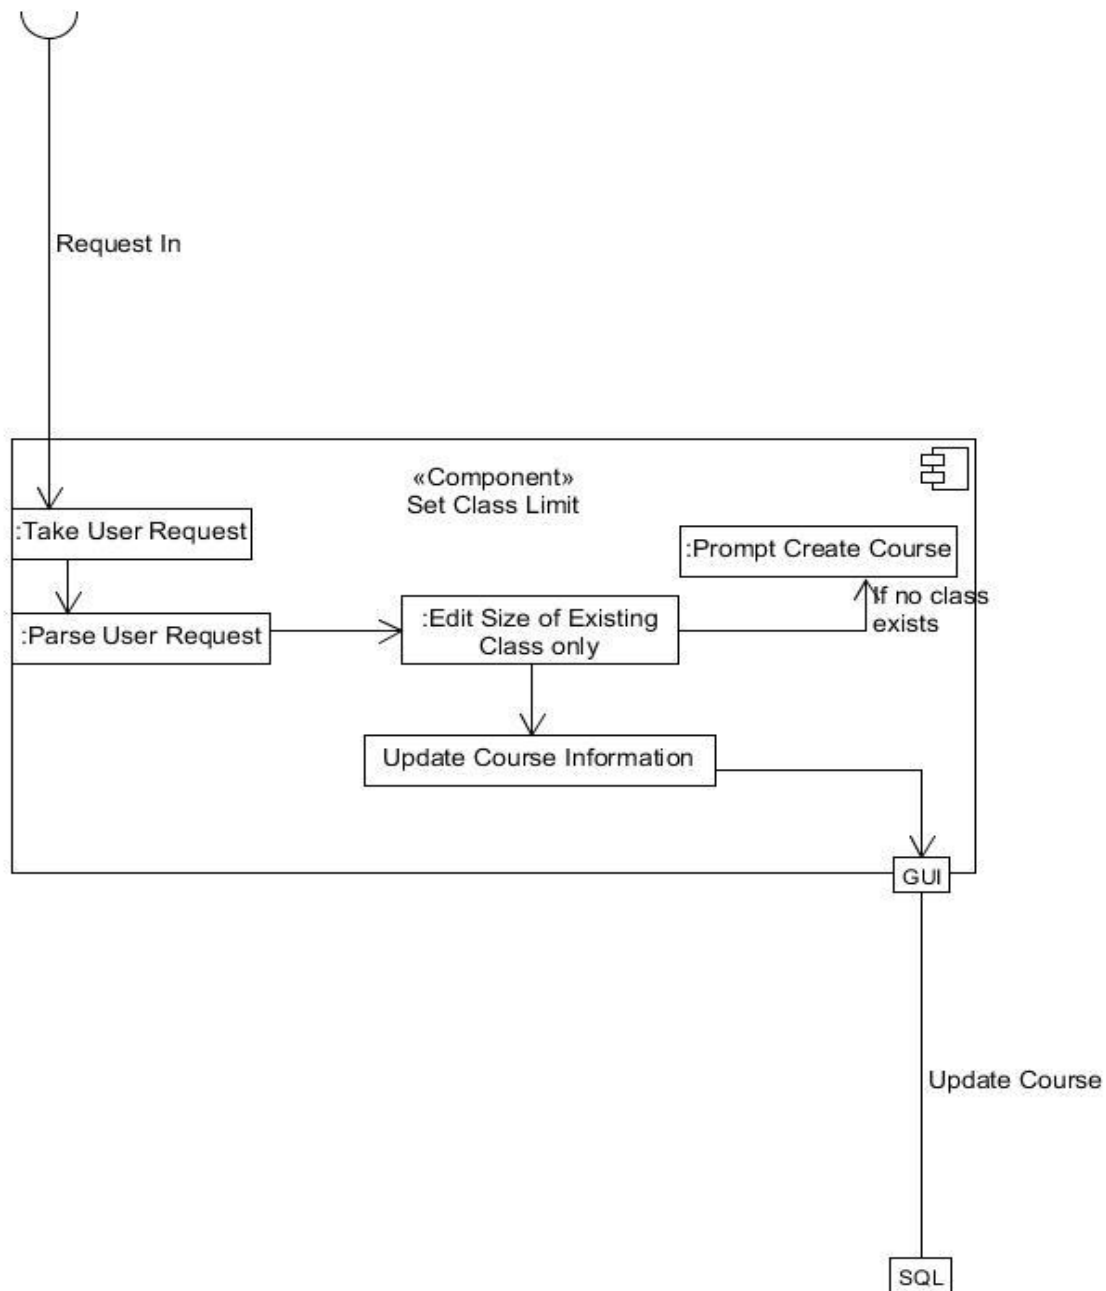 Request In
«Component»
Set Class Limit
:Take User Request
:Prompt Create Course
If no class
exists
:Parse User Request
:Edit Size of Existing
Class only
Update Course Information
GUI
Update Course
SQL